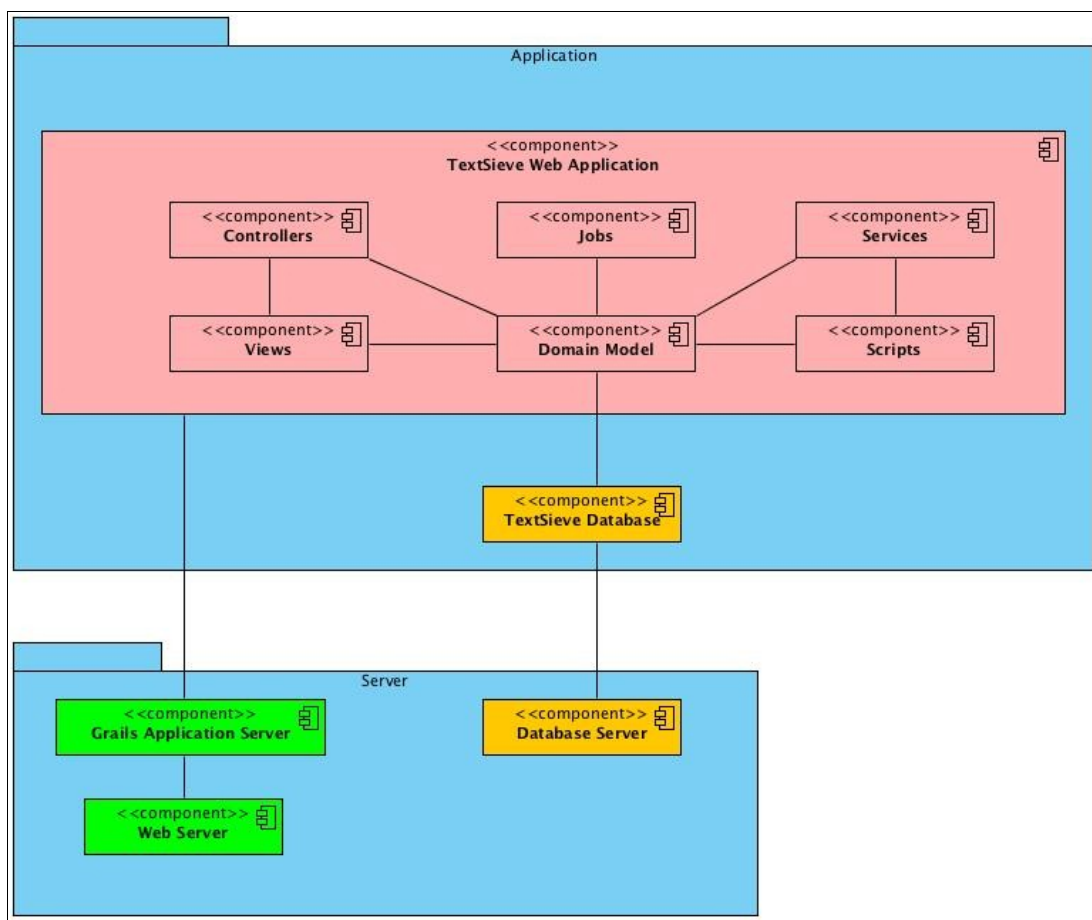 Application
<<component>>
TextSieve Web Application
<<component>>
Controllers
<<component>>
Jobs
<<component>>
Services
<<component>>
Views
<<component>>
Domain Model
<<component>>
Scripts
<<component>>
TextSieve Database
Server
<<component>>
Grails Application Server
<<component>>
Database Server
<<component>>
Web Server